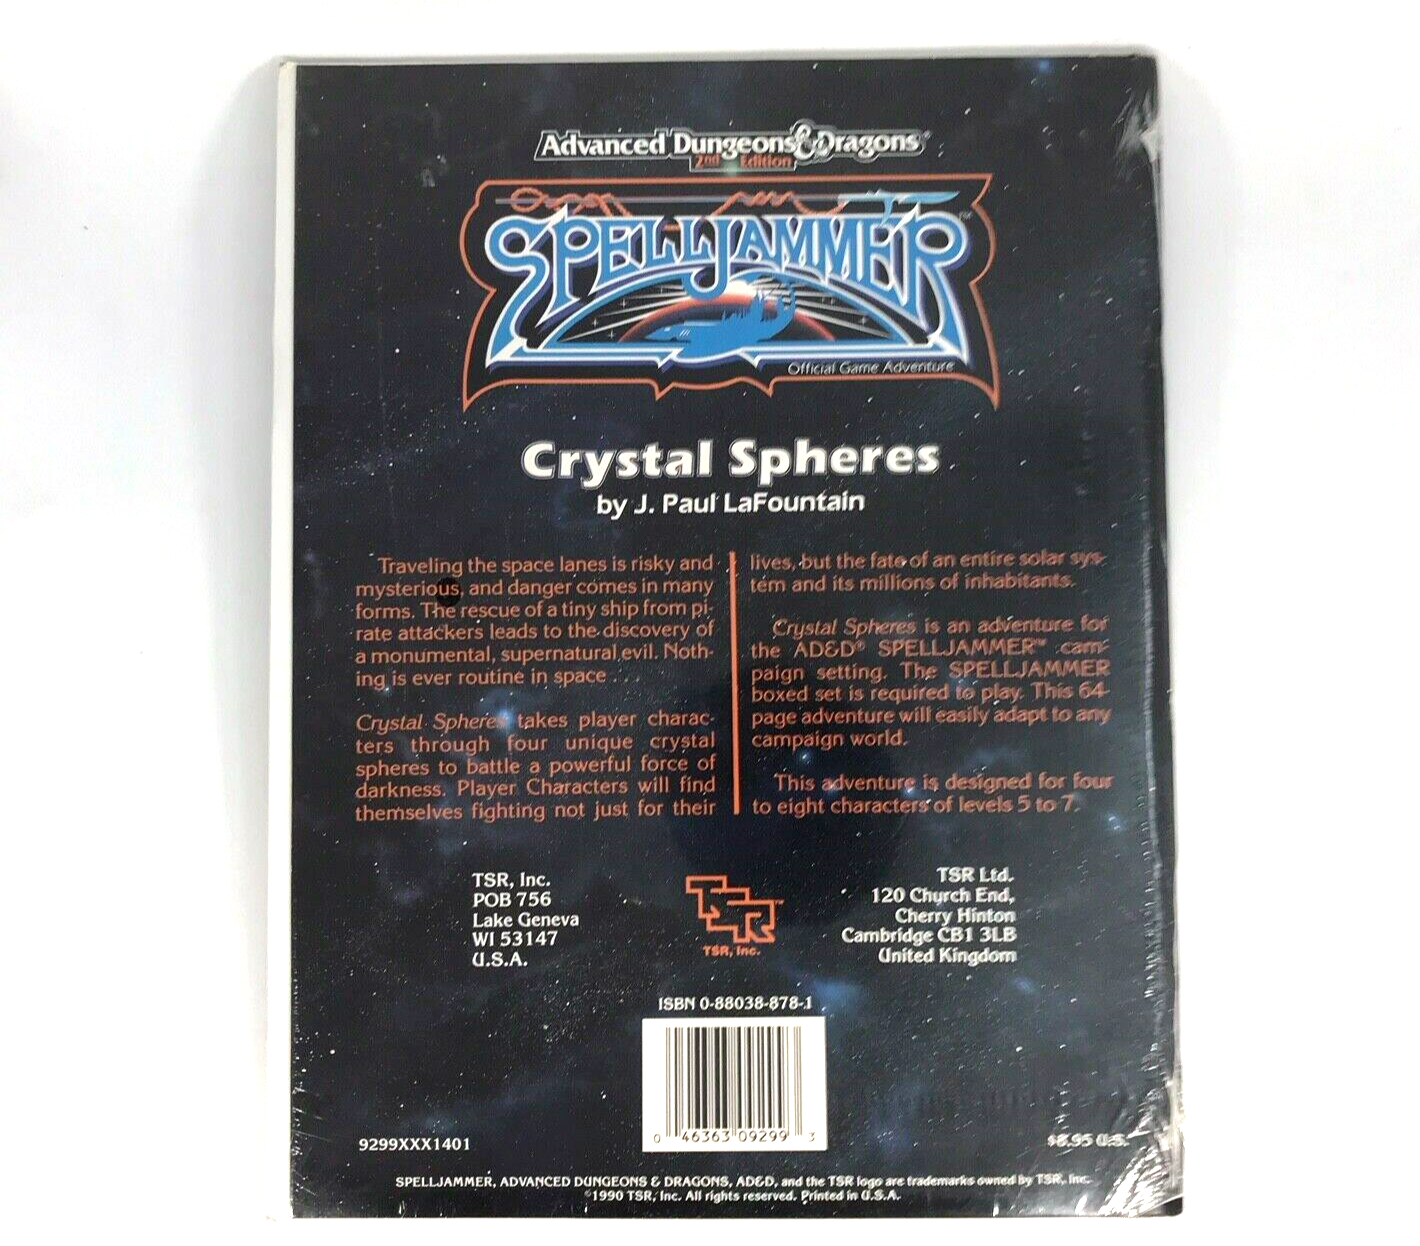 Advanced Dungeons & Dragons®
2nd Edition
SPELLJAMMER™
Official Game Adventure
Crystal Spheres
by J. Paul LaFountain
Traveling the space lanes is risky and
mysterious, and danger comes in many
forms. The rescue of a tiny ship from pi-
rate attackers leads to the discovery of
a monumental, supernatural evil. Noth-
ing is ever routine in space . . .
Crystal Spheres takes player charac-
ters through four unique crystal
spheres to battle a powerful force of
darkness. Player Characters will find
themselves fighting not just for their
lives, but the fate of an entire solar sys-
tem and its millions of inhabitants.
Crystal Spheres is an adventure for
the AD&D® SPELLJAMMER™ cam-
paign setting. The SPELLJAMMER
boxed set is required to play. This 64-
page adventure will easily adapt to any
campaign world.
This adventure is designed for four
to eight characters of levels 5 to 7.
TSR, Inc.
POB 756
Lake Geneva
WI 53147
U.S.A.
TSR™
TSR, Inc.
TSR Ltd.
120 Church End,
Cherry Hinton
Cambridge CB1 3LB
United Kingdom
ISBN 0-88038-878-1
0 46363 09299 3
9299XXX1401
$8.95 U.S.
SPELLJAMMER, ADVANCED DUNGEONS & DRAGONS, AD&D, and the TSR logo are trademarks owned by TSR, Inc.
©1990 TSR, Inc. All rights reserved. Printed in U.S.A.